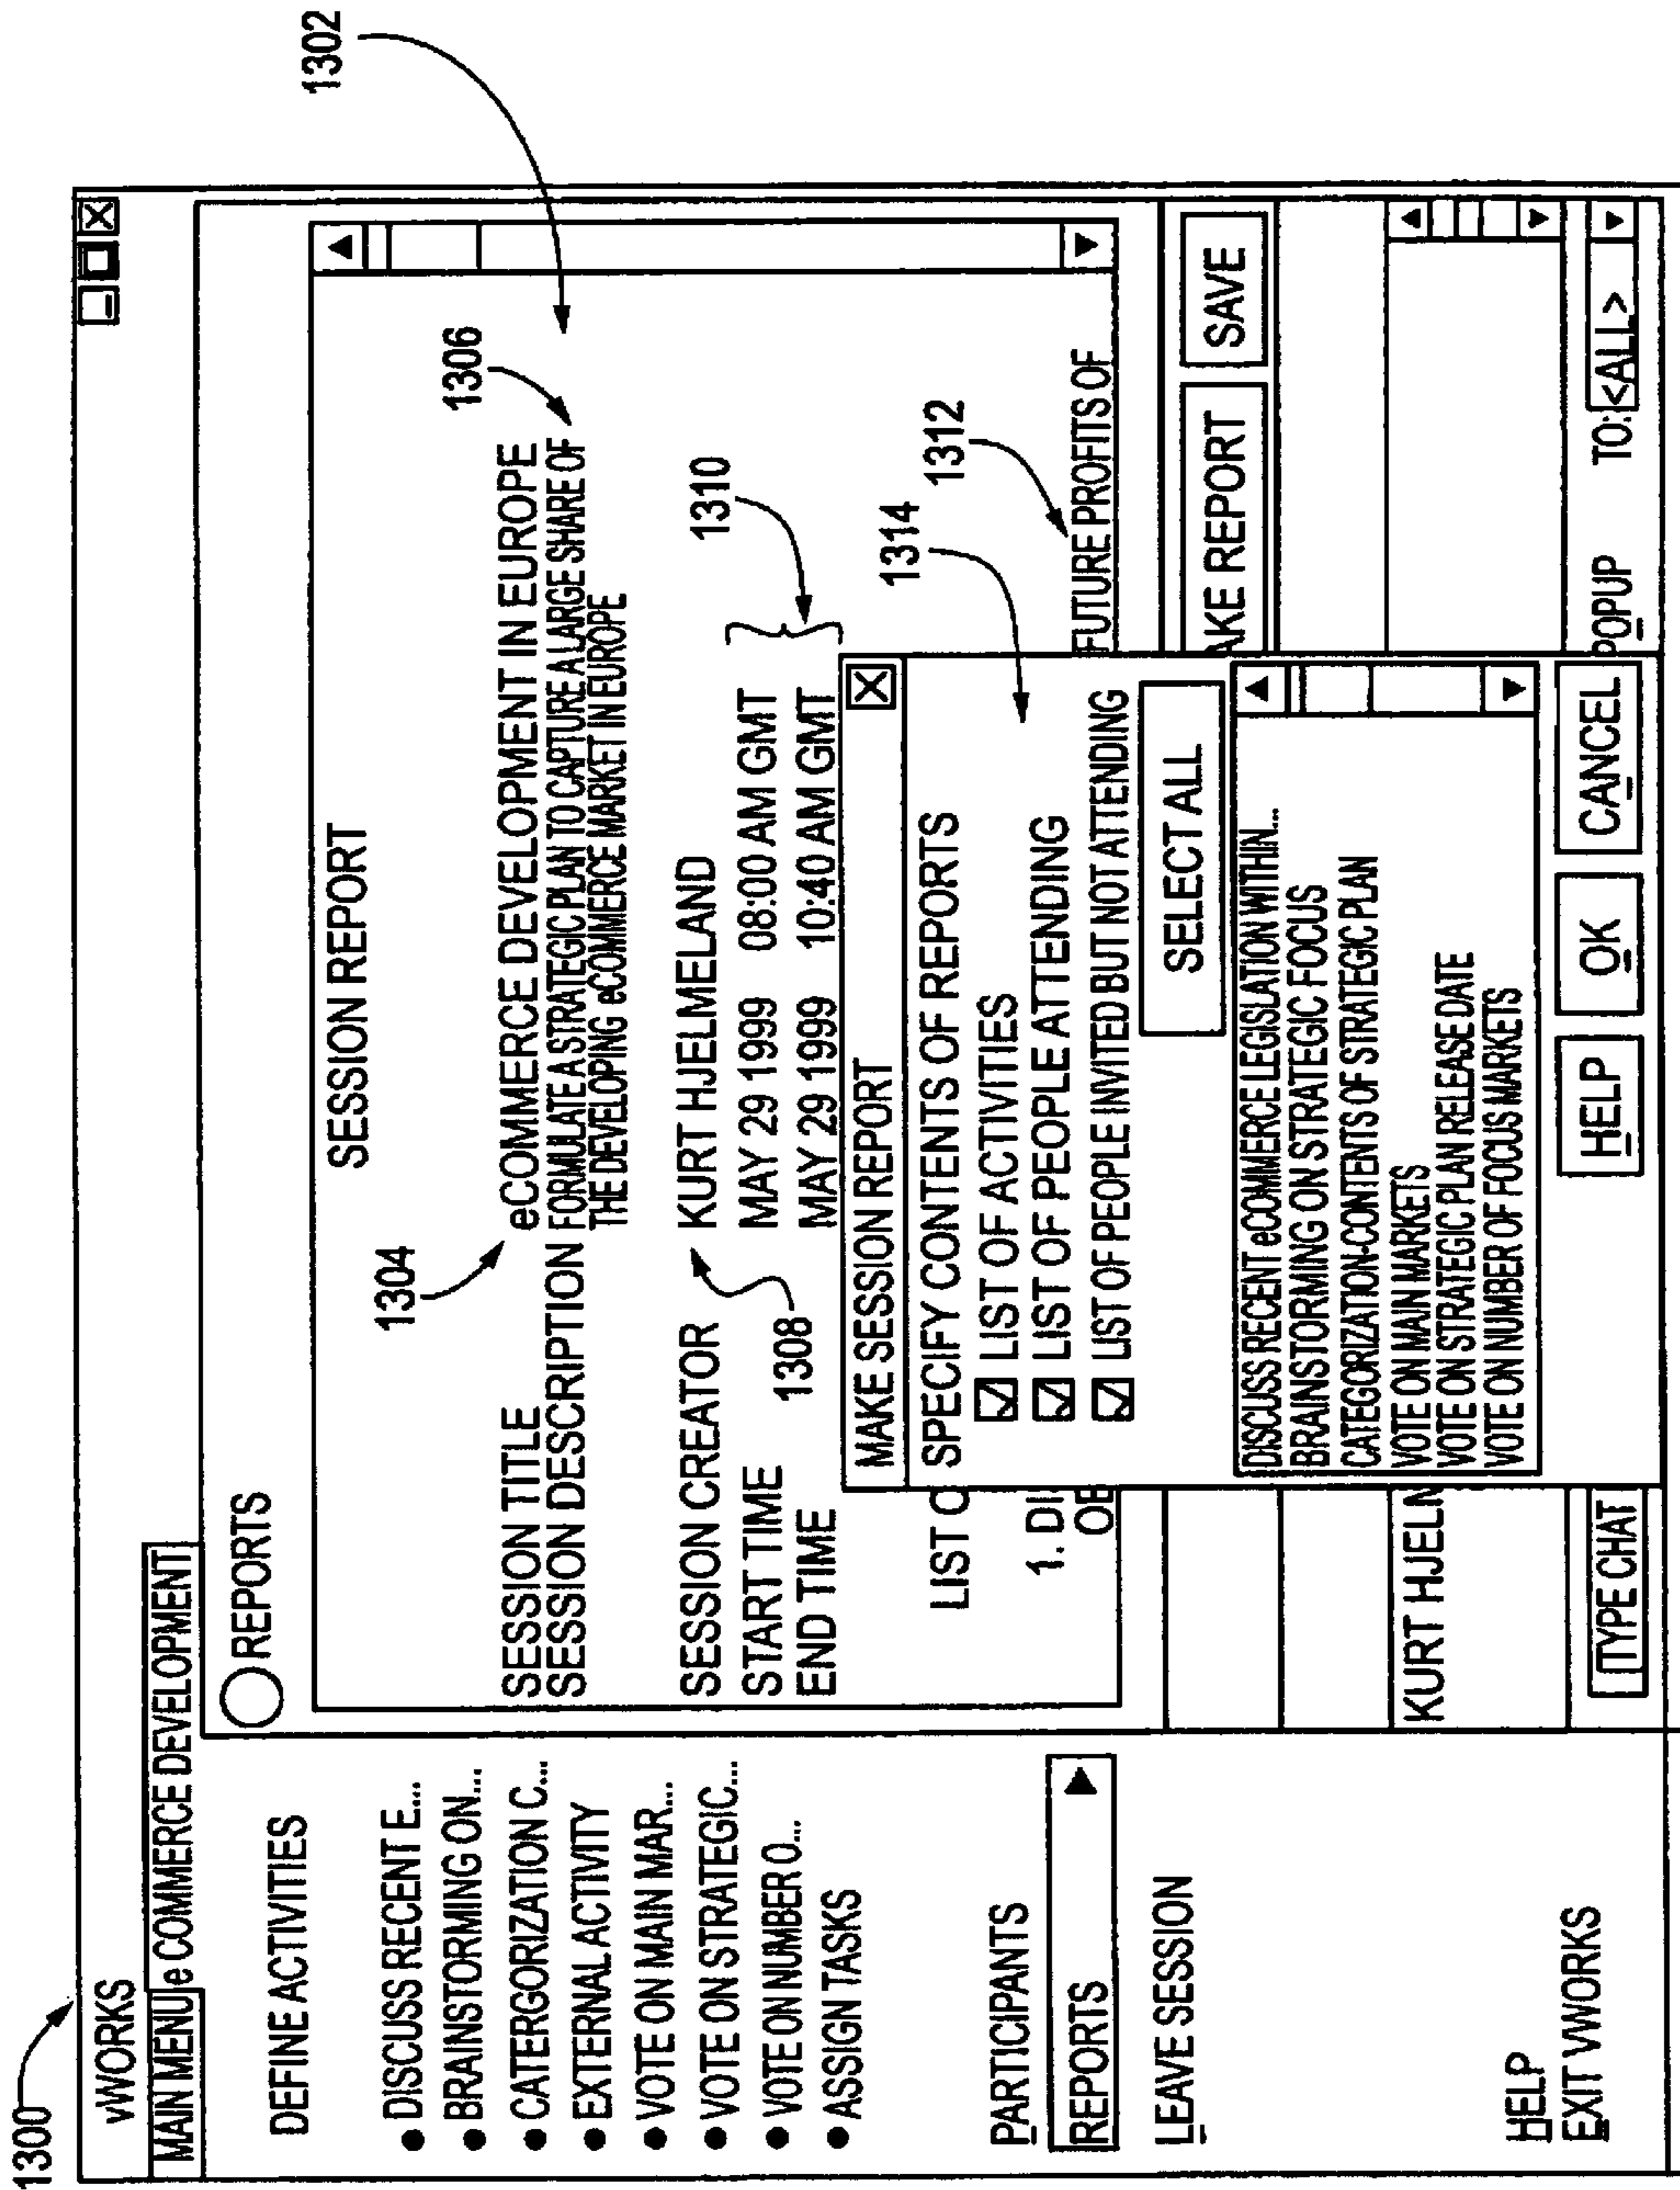 1300
vWORKS
MAIN MENU e COMMERCE DEVELOPMENT
DEFINE ACTIVITIES
• DISCUSS RECENT E...
• BRAINSTORMING ON...
• CATERGORIZATION C...
• EXTERNAL ACTIVITY
• VOTE ON MAIN MAR...
• VOTE ON STRATEGIC...
• VOTE ON NUMBER O...
• ASSIGN TASKS
PARTICIPANTS
REPORTS
LEAVE SESSION
HELP
EXIT VWORKS
REPORTS
SESSION REPORT
1302
1304
1306
SESSION TITLE eCOMMERCE DEVELOPMENT IN EUROPE
SESSION DESCRIPTION FORMULATE A STRATEGIC PLAN TO CAPTURE A LARGE SHARE OF
THE DEVELOPING eCOMMERCE MARKET IN EUROPE
SESSION CREATOR KURT HJELMELAND
1310
START TIME MAY 29 1999 08:00 AM GMT
1308
END TIME MAY 29 1999 10:40 AM GMT
1314
1312
LIST O
1. DI
OB
FUTURE PROFITS OF
AKE REPORT SAVE
MAKE SESSION REPORT
SPECIFY CONTENTS OF REPORTS
LIST OF ACTIVITIES
LIST OF PEOPLE ATTENDING
LIST OF PEOPLE INVITED BUT NOT ATTENDING
SELECT ALL
DISCUSS RECENT eCOMMERCE LEGISLATION WITHIN...
BRAINSTORMING ON STRATEGIC FOCUS
CATEGORIZATION-CONTENTS OF STRATEGIC PLAN
VOTE ON MAIN MARKETS
VOTE ON STRATEGIC PLAN RELEASE DATE
VOTE ON NUMBER OF FOCUS MARKETS
HELP OK CANCEL
KURT HJELM
TYPE CHAT
POPUP TO: <ALL>